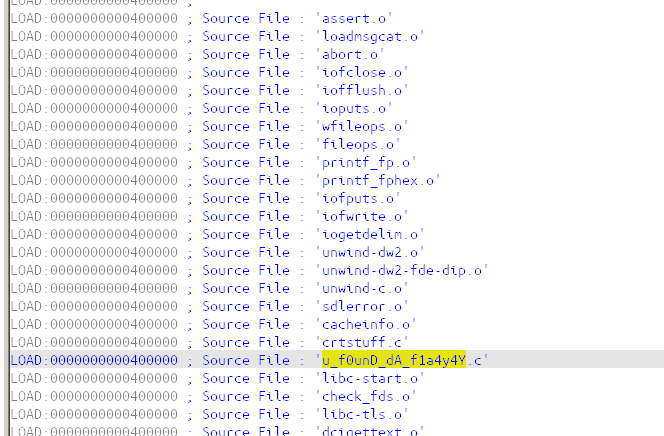 LOAD:0000000000400000 ;
LOAD:0000000000400000 ; Source File : 'assert.o'
LOAD:0000000000400000 ; Source File : 'loadmsgcat.o'
LOAD:0000000000400000 ; Source File : 'abort.o'
LOAD:0000000000400000 ; Source File : 'iofclose.o'
LOAD:0000000000400000 ; Source File : 'iofflush.o'
LOAD:0000000000400000 ; Source File : 'ioputs.o'
LOAD:0000000000400000 ; Source File : 'wfileops.o'
LOAD:0000000000400000 ; Source File : 'fileops.o'
LOAD:0000000000400000 ; Source File : 'printf_fp.o'
LOAD:0000000000400000 ; Source File : 'printf_fphex.o'
LOAD:0000000000400000 ; Source File : 'iofputs.o'
LOAD:0000000000400000 ; Source File : 'iofwrite.o'
LOAD:0000000000400000 ; Source File : 'iogetdelim.o'
LOAD:0000000000400000 ; Source File : 'unwind-dw2.o'
LOAD:0000000000400000 ; Source File : 'unwind-dw2-fde-dip.o'
LOAD:0000000000400000 ; Source File : 'unwind-c.o'
LOAD:0000000000400000 ; Source File : 'sdlerror.o'
LOAD:0000000000400000 ; Source File : 'cacheinfo.o'
LOAD:0000000000400000 ; Source File : 'crtstuff.c'
LOAD:0000000000400000 ; Source File : 'u_f0unD_dA_f1a4y4Y.c'
LOAD:0000000000400000 ; Source File : 'libc-start.o'
LOAD:0000000000400000 ; Source File : 'check_fds.o'
LOAD:0000000000400000 ; Source File : 'libc-tls.o'
LOAD:0000000000400000 ; Source File : 'dcigettext.o'